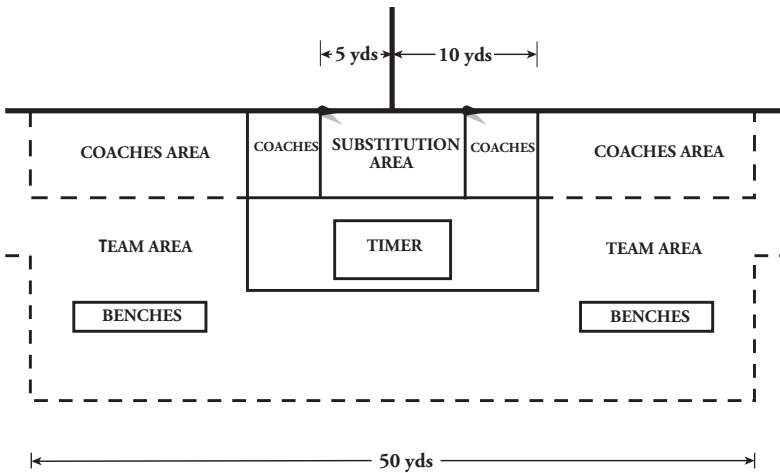 5 yds
10 yds
COACHES AREA
COACHES
SUBSTITUTION
AREA
COACHES
COACHES AREA
TEAM AREA
TIMER
TEAM AREA
BENCHES
BENCHES
50 yds